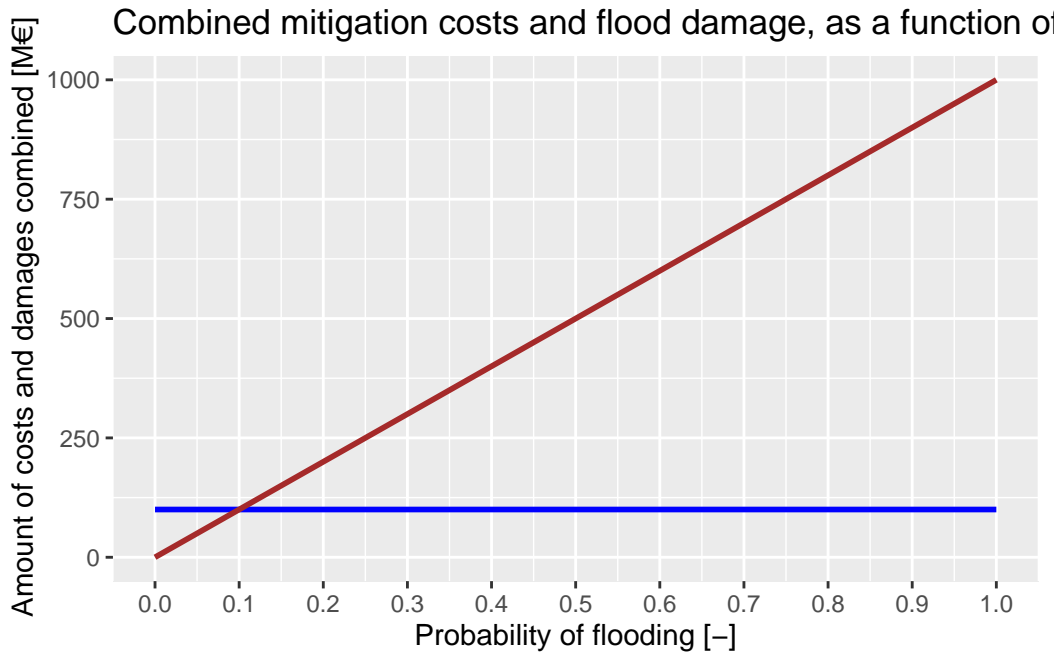 Combined mitigation costs and flood damage, as a function of
Amount of costs and damages combined [M€]
1000
750
500
250
0
0.0 0.1 0.2 0.3 0.4 0.5 0.6 0.7 0.8 0.9 1.0
Probability of flooding [−]